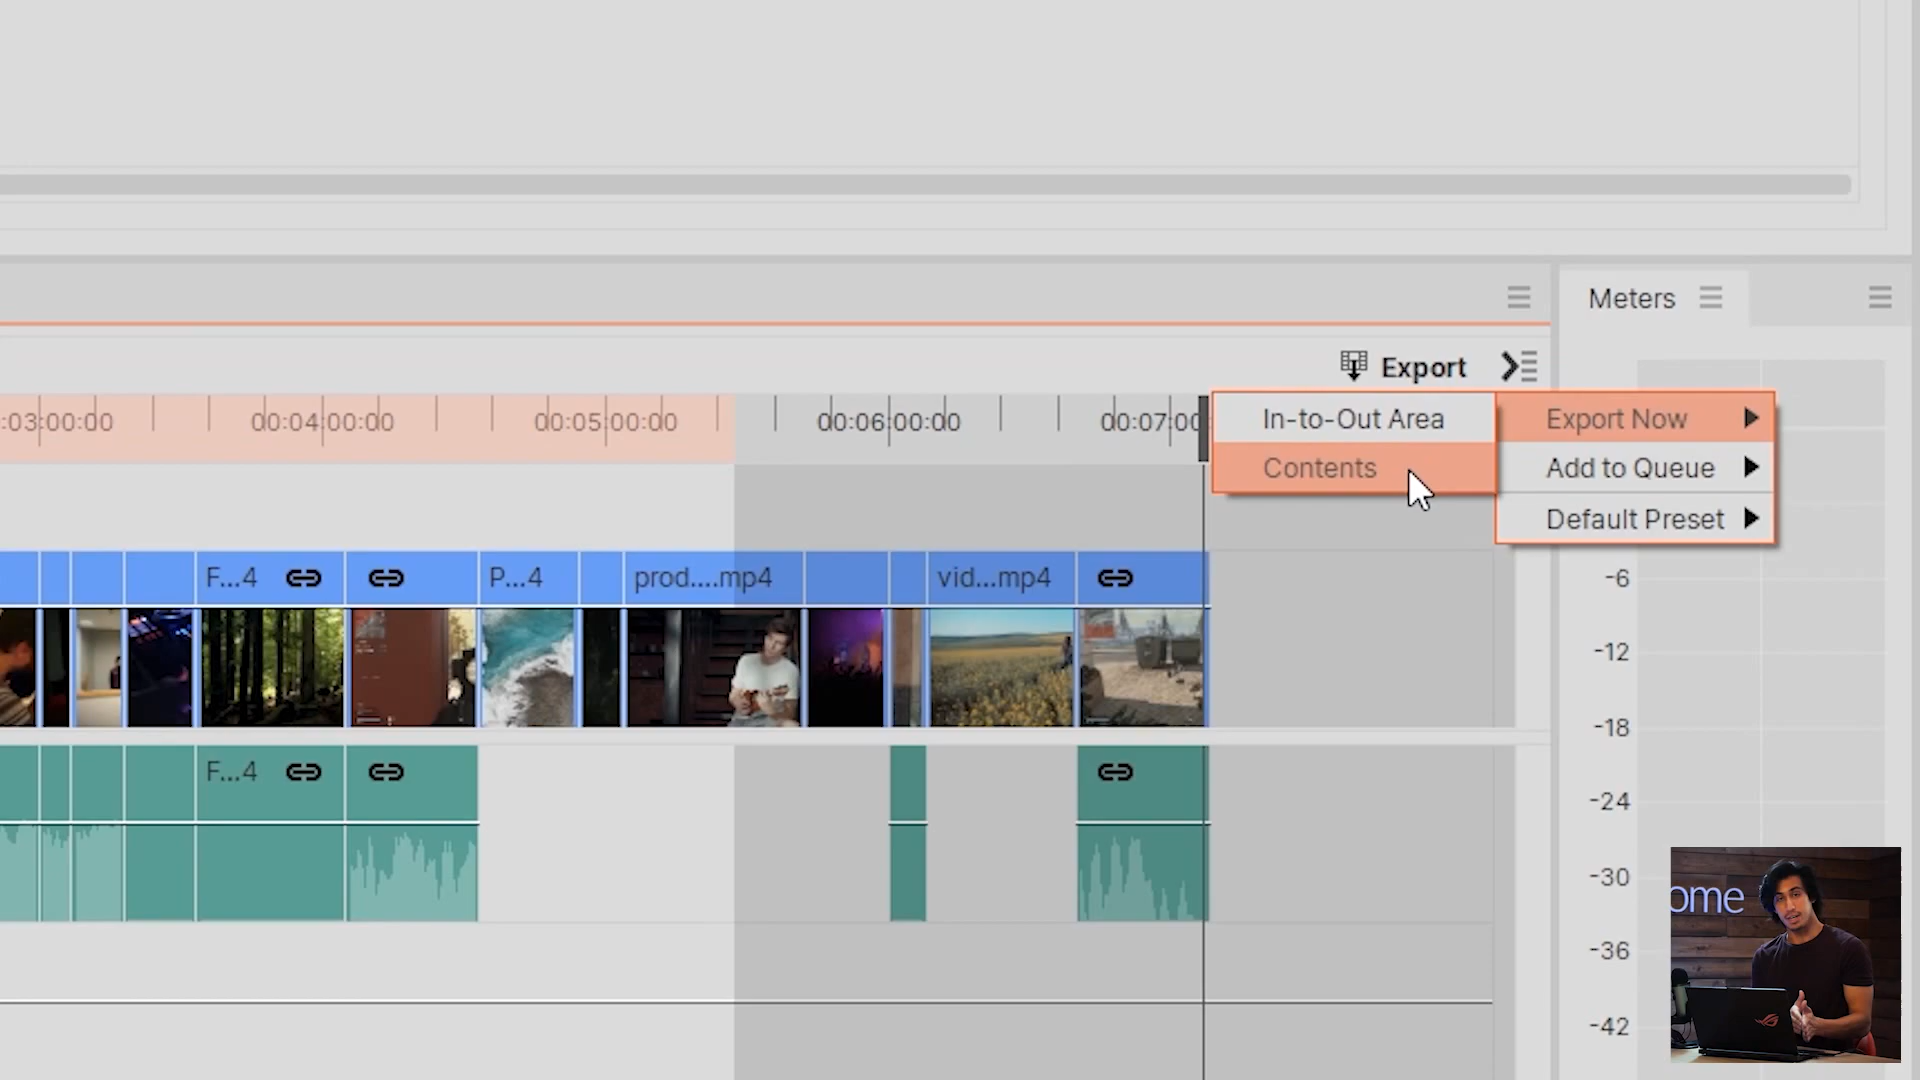 Meters
Export
:03:00:00
00:04:00:00
00:05:00:00
00:06:00:00
00:07:00
In-to-Out Area
Export Now
Contents
Add to Queue
Default Preset
F...4
P...4
prod....mp4
vid...mp4
-6
-12
-18
F...4
-24
-30
ome
-36
-42